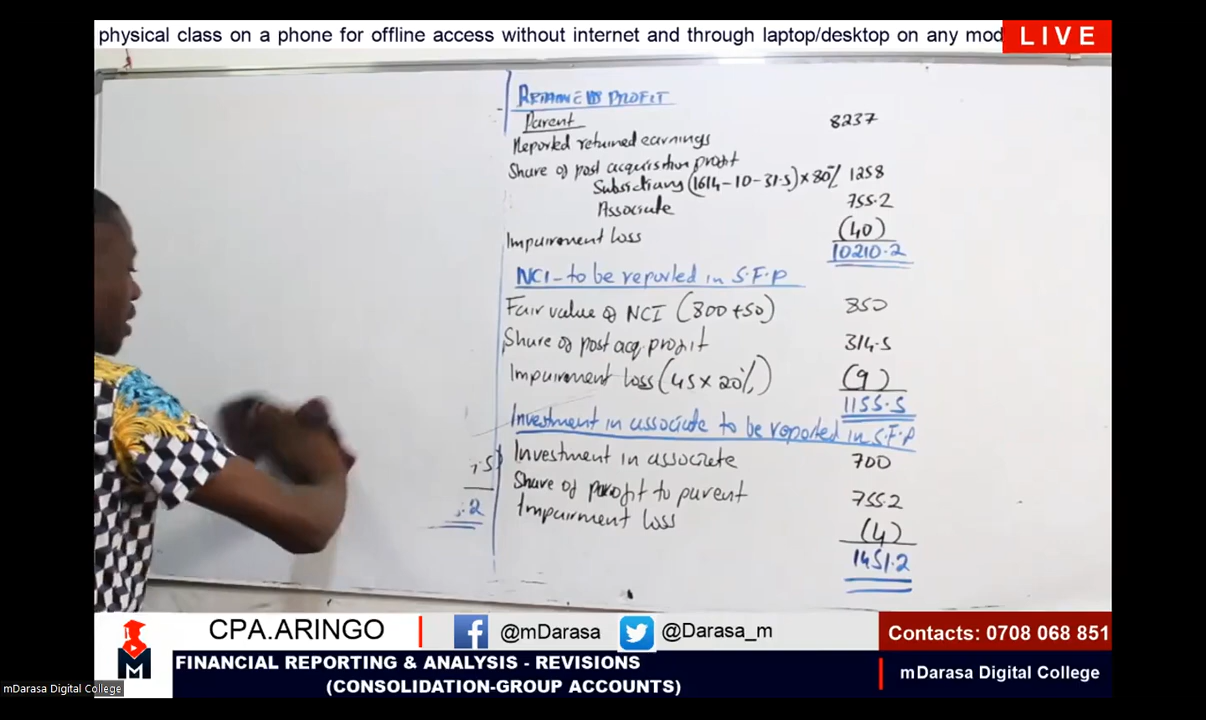 physical class on a phone for offline access without internet and through laptop/desktop on any mod
LIVE
RETAINED PROFIT
Parent
Reported retained earnings 8237
Share of post acquisition profit
Subsidiary (1614-10-31.5)×80% 1258
Associate 755.2
Impairment loss (40)
10210.2
NCI - to be reported in S.F.P
Fair value of NCI (800+50) 850
Share of post acq. profit 314.5
Impairment loss (45×20%) (9)
1155.5
Investment in associate to be reported in S.F.P
Investment in associate 700
Share of profit to parent 755.2
Impairment loss (4)
1451.2
.2
CPA.ARINGO
@mDarasa
@Darasa_m
Contacts: 0708 068 851
M
FINANCIAL REPORTING & ANALYSIS - REVISIONS
(CONSOLIDATION-GROUP ACCOUNTS)
mDarasa Digital College
mDarasa Digital College